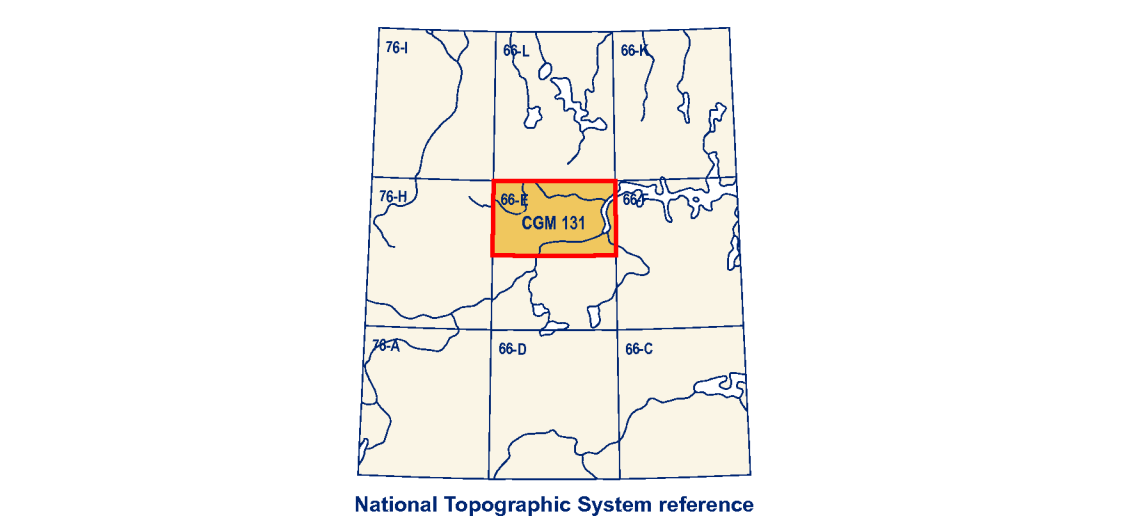 76-I
66-L
66-K
76-H
66-E
66-F
CGM 131
76-A
66-D
66-C
National Topographic System reference